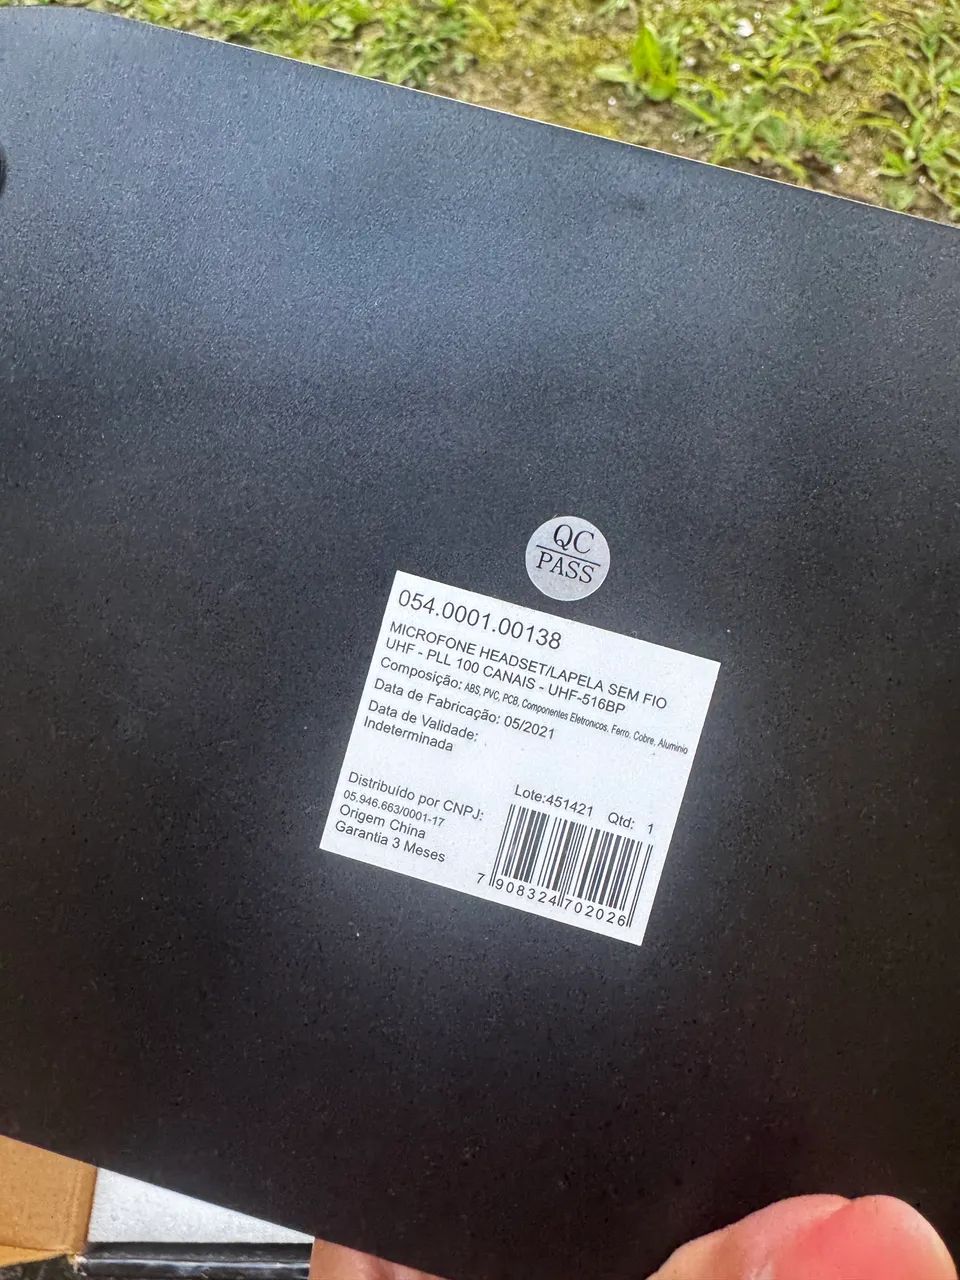 QC
PASS
054.0001.00138
MICROFONE HEADSET/LAPELA SEM FIO
UHF - PLL 100 CANAIS - UHF-516BP
Composição: ABS, PVC, PCB, Componentes Eletronicos, Ferro, Cobre, Aluminio
Data de Fabricação: 05/2021
Data de Validade:
Indeterminada
Distribuído por CNPJ:
05.946.663/0001-17
Origem China
Garantia 3 Meses
Lote:451421 Qtd: 1
7 908324 702026